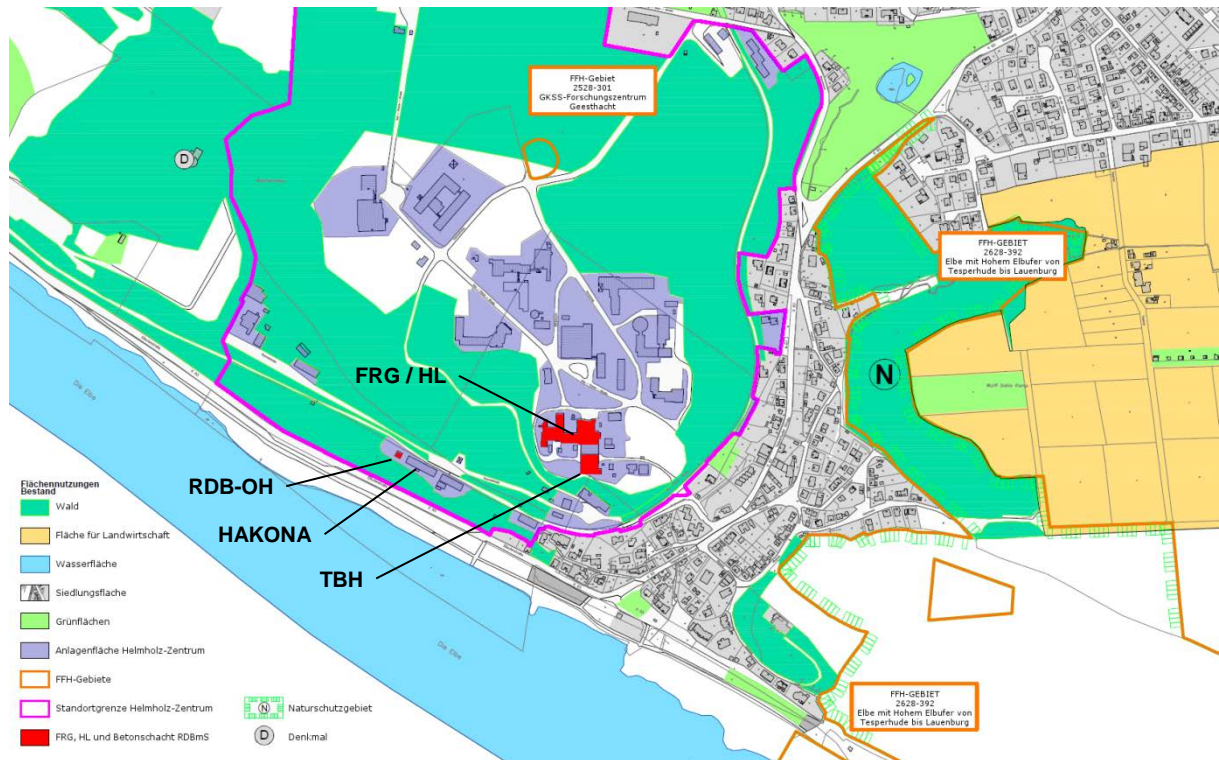 FFH-Gebiet
2528-301
GKSS-Forschungszentrum
Geesthacht
D
FFH-GEBIET
2628-392
Elbe mit Hohem Elbufer von
Tesperhude bis Lauenburg
N
FRG / HL
RDB-OH
HAKONA
TBH
Die Elbe
Die Elbe
Flächennutzungen
Bestand
Wald
Fläche für Landwirtschaft
Wasserfläche
Siedlungsfläche
Grünflächen
Anlagenfläche Helmholz-Zentrum
FFH-Gebiete
Standortgrenze Helmholz-Zentrum
FRG, HL und Betonschacht RDBmS
N
Naturschutzgebiet
D
Denkmal
FFH-GEBIET
2628-392
Elbe mit Hohem Elbufer von
Tesperhude bis Lauenburg